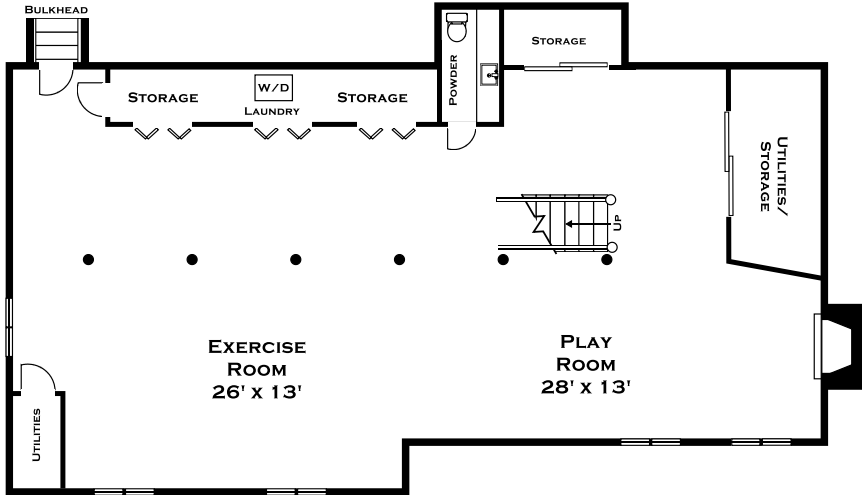 BULKHEAD
STORAGE
W/D
LAUNDRY
STORAGE
POWDER
STORAGE
UTILITIES/
STORAGE
UP
EXERCISE
ROOM
26' X 13'
PLAY
ROOM
28' X 13'
UTILITIES